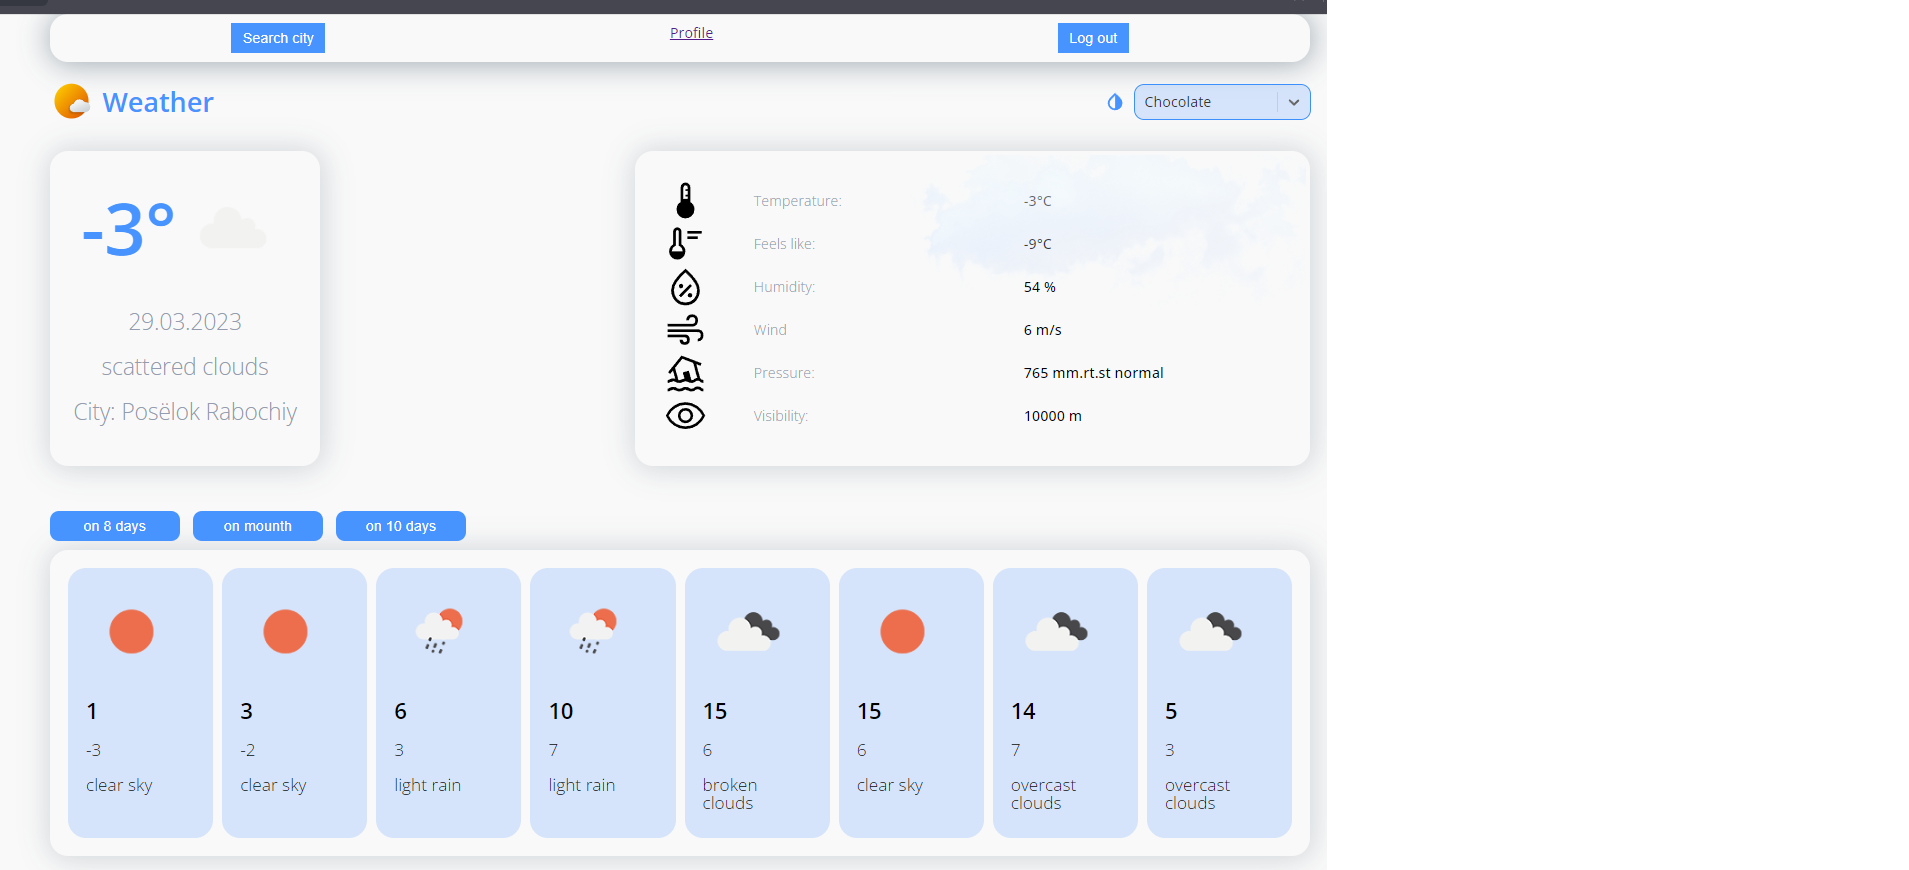 Search city
Profile
Log out
Weather
Chocolate
-3°
29.03.2023
scattered clouds
City: Posëlok Rabochiy
Temperature: -3°C
Feels like: -9°C
Humidity: 54 %
Wind 6 m/s
Pressure: 765 mm.rt.st normal
Visibility: 10000 m
on 8 days
on mounth
on 10 days
1
-3
clear sky
3
-2
clear sky
6
3
light rain
10
7
light rain
15
6
broken
clouds
15
6
clear sky
14
7
overcast
clouds
5
3
overcast
clouds